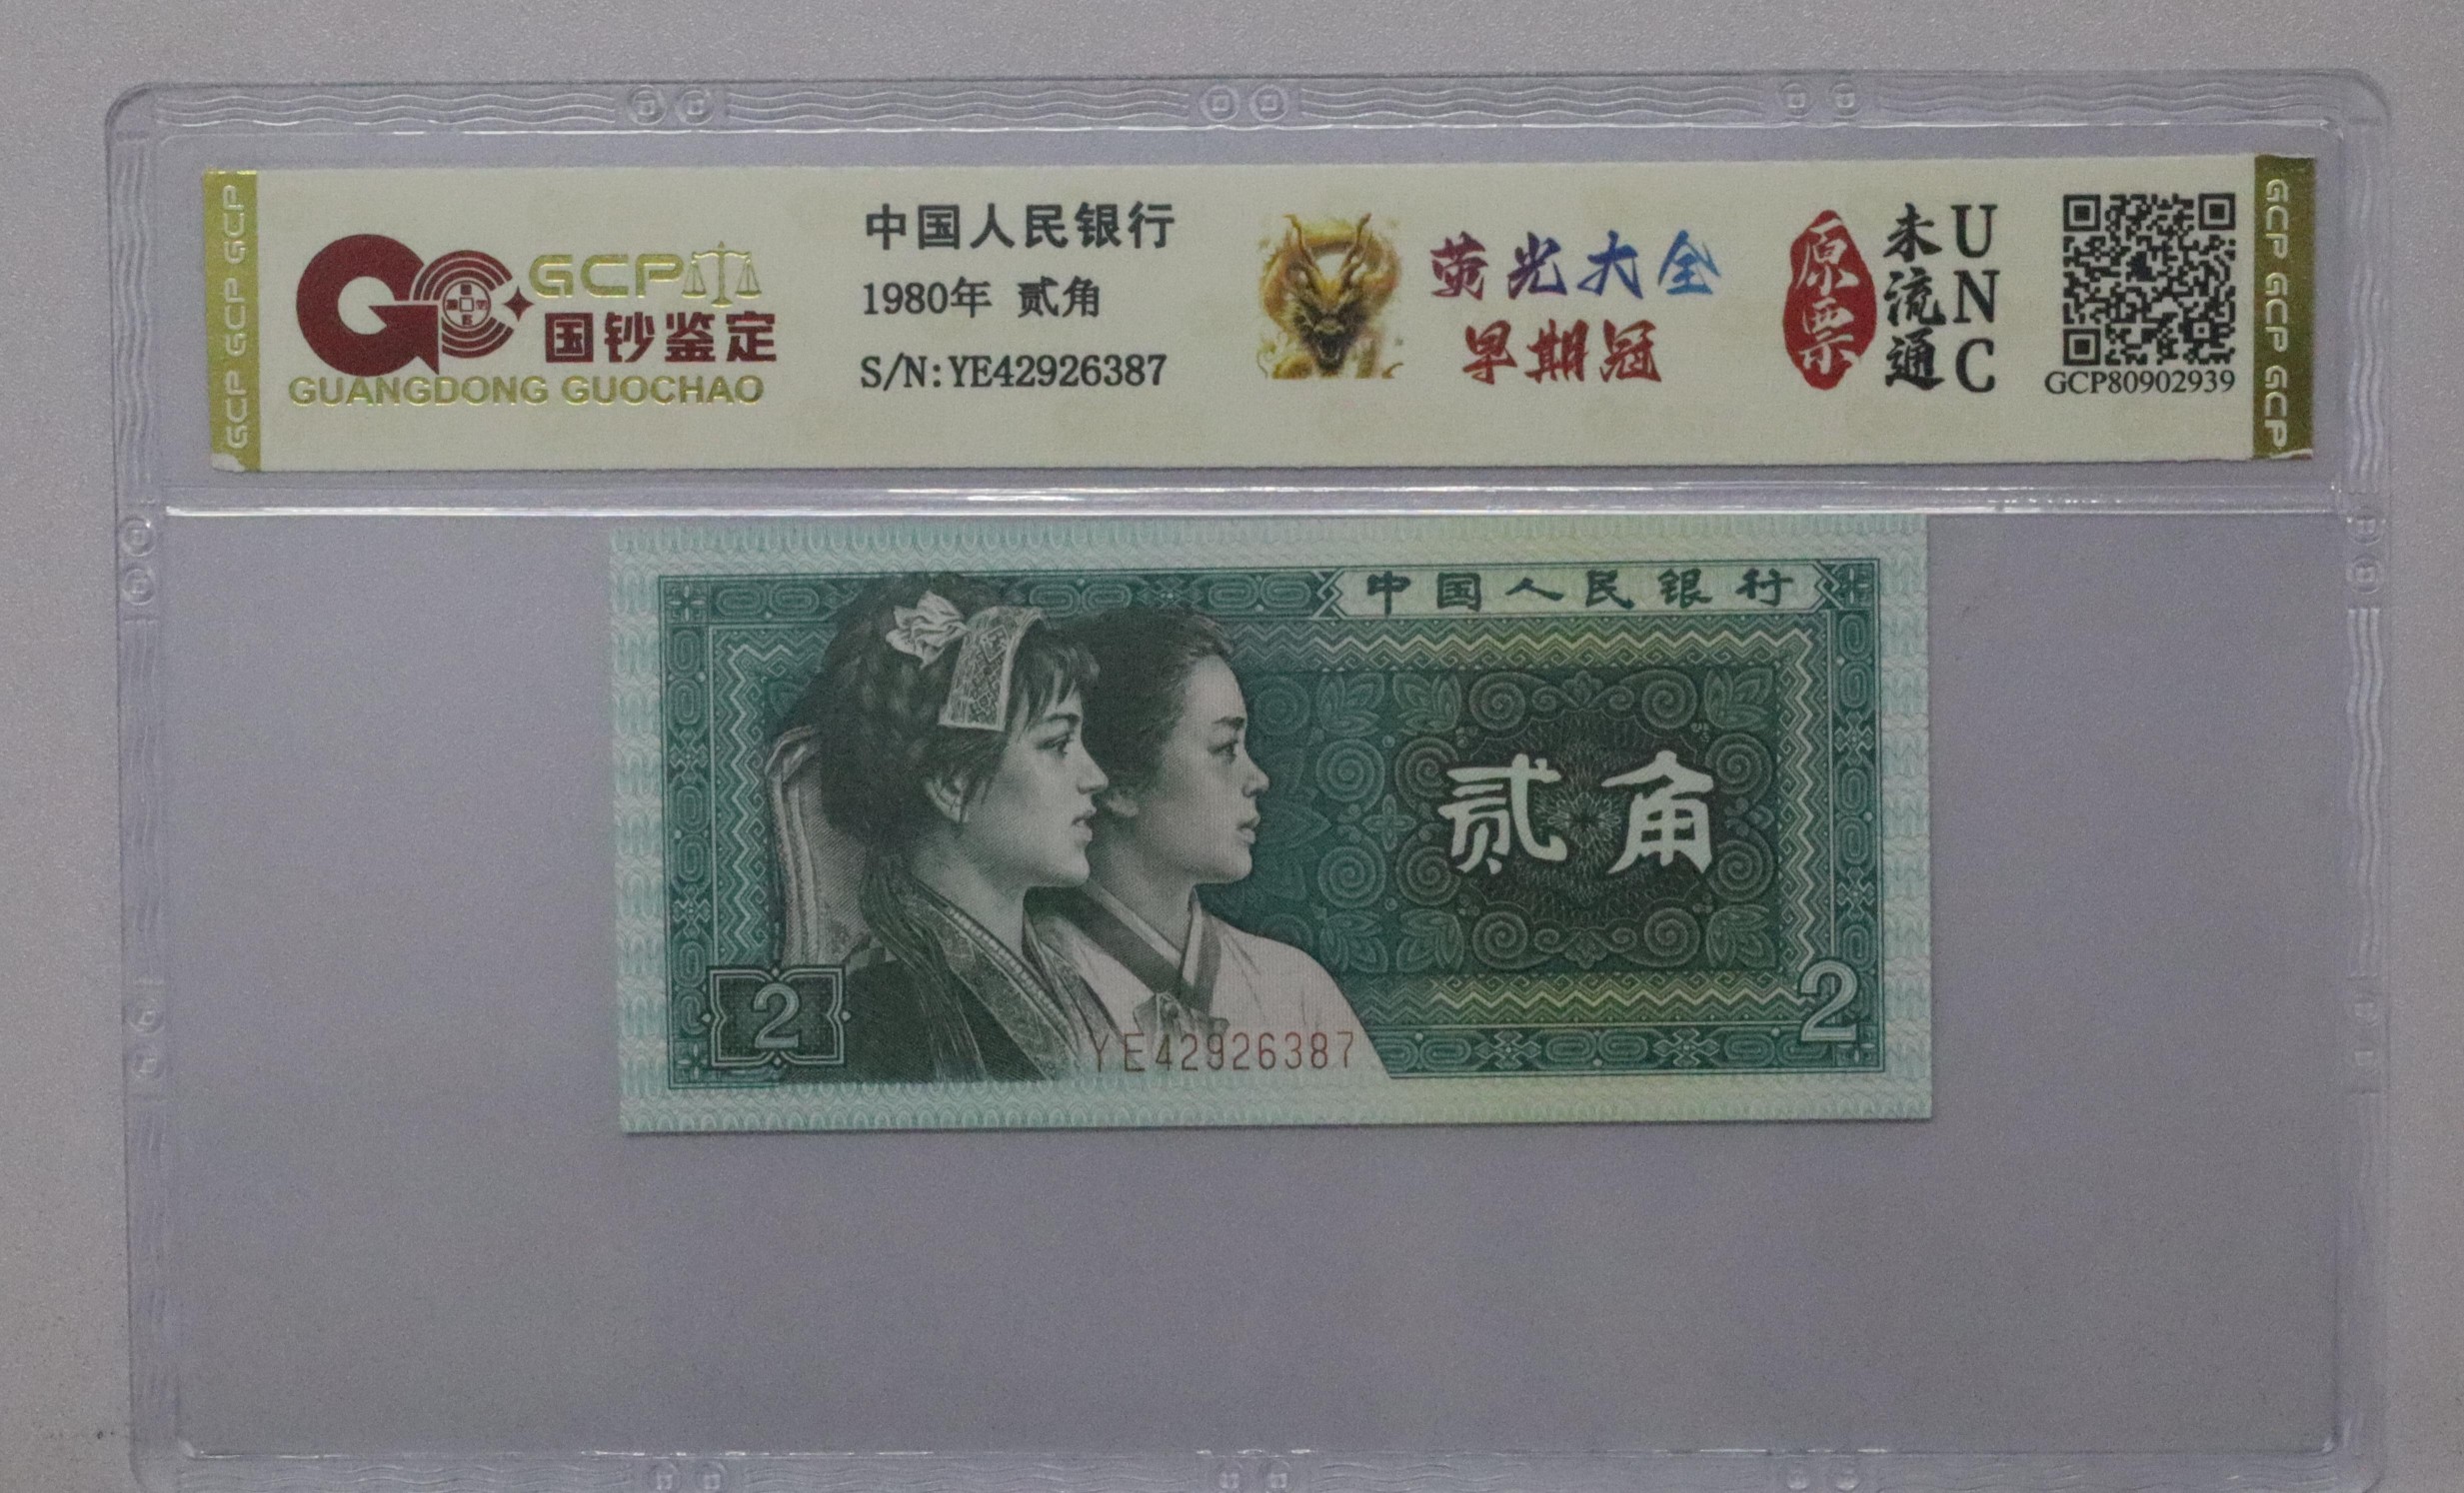 GCP GCP GCP
GCP
国钞鉴定
GUANGDONG GUOCHAO
中国人民银行
1980年 贰角
S/N:YE42926387
荧光大全
早期冠
原票
未流通
UNC
GCP80902939
GCP GCP GCP
中国人民银行
贰角
2
2
YE42926387